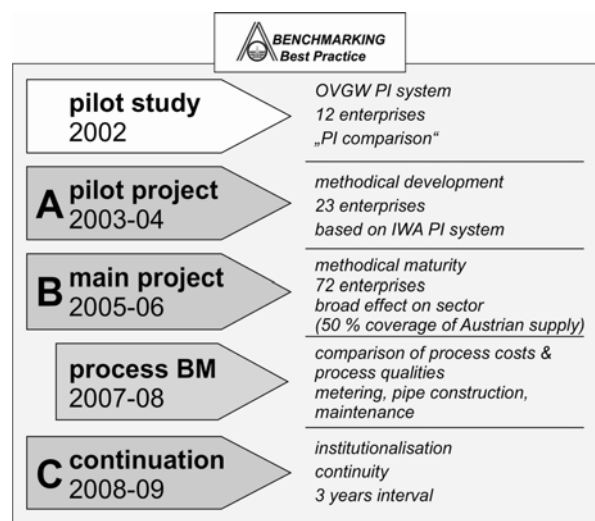 BENCHMARKING
Best Practice
pilot study
2002
OVGW PI system
12 enterprises
„PI comparison“
A pilot project
2003-04
methodical development
23 enterprises
based on IWA PI system
B main project
2005-06
methodical maturity
72 enterprises
broad effect on sector
(50 % coverage of Austrian supply)
process BM
2007-08
comparison of process costs &
process qualities
metering, pipe construction,
maintenance
C continuation
2008-09
institutionalisation
continuity
3 years interval